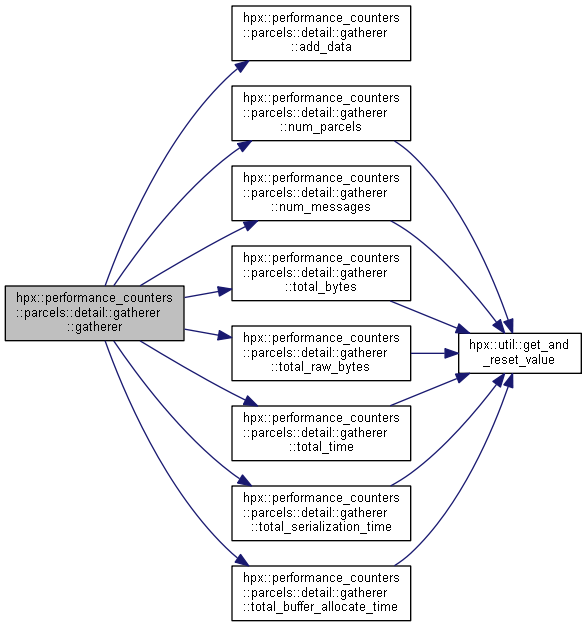 hpx::performance_counters
::parcels::detail::gatherer
::gatherer
hpx::performance_counters
::parcels::detail::gatherer
::add_data
hpx::performance_counters
::parcels::detail::gatherer
::num_parcels
hpx::performance_counters
::parcels::detail::gatherer
::num_messages
hpx::performance_counters
::parcels::detail::gatherer
::total_bytes
hpx::performance_counters
::parcels::detail::gatherer
::total_raw_bytes
hpx::performance_counters
::parcels::detail::gatherer
::total_time
hpx::performance_counters
::parcels::detail::gatherer
::total_serialization_time
hpx::performance_counters
::parcels::detail::gatherer
::total_buffer_allocate_time
hpx::util::get_and
_reset_value